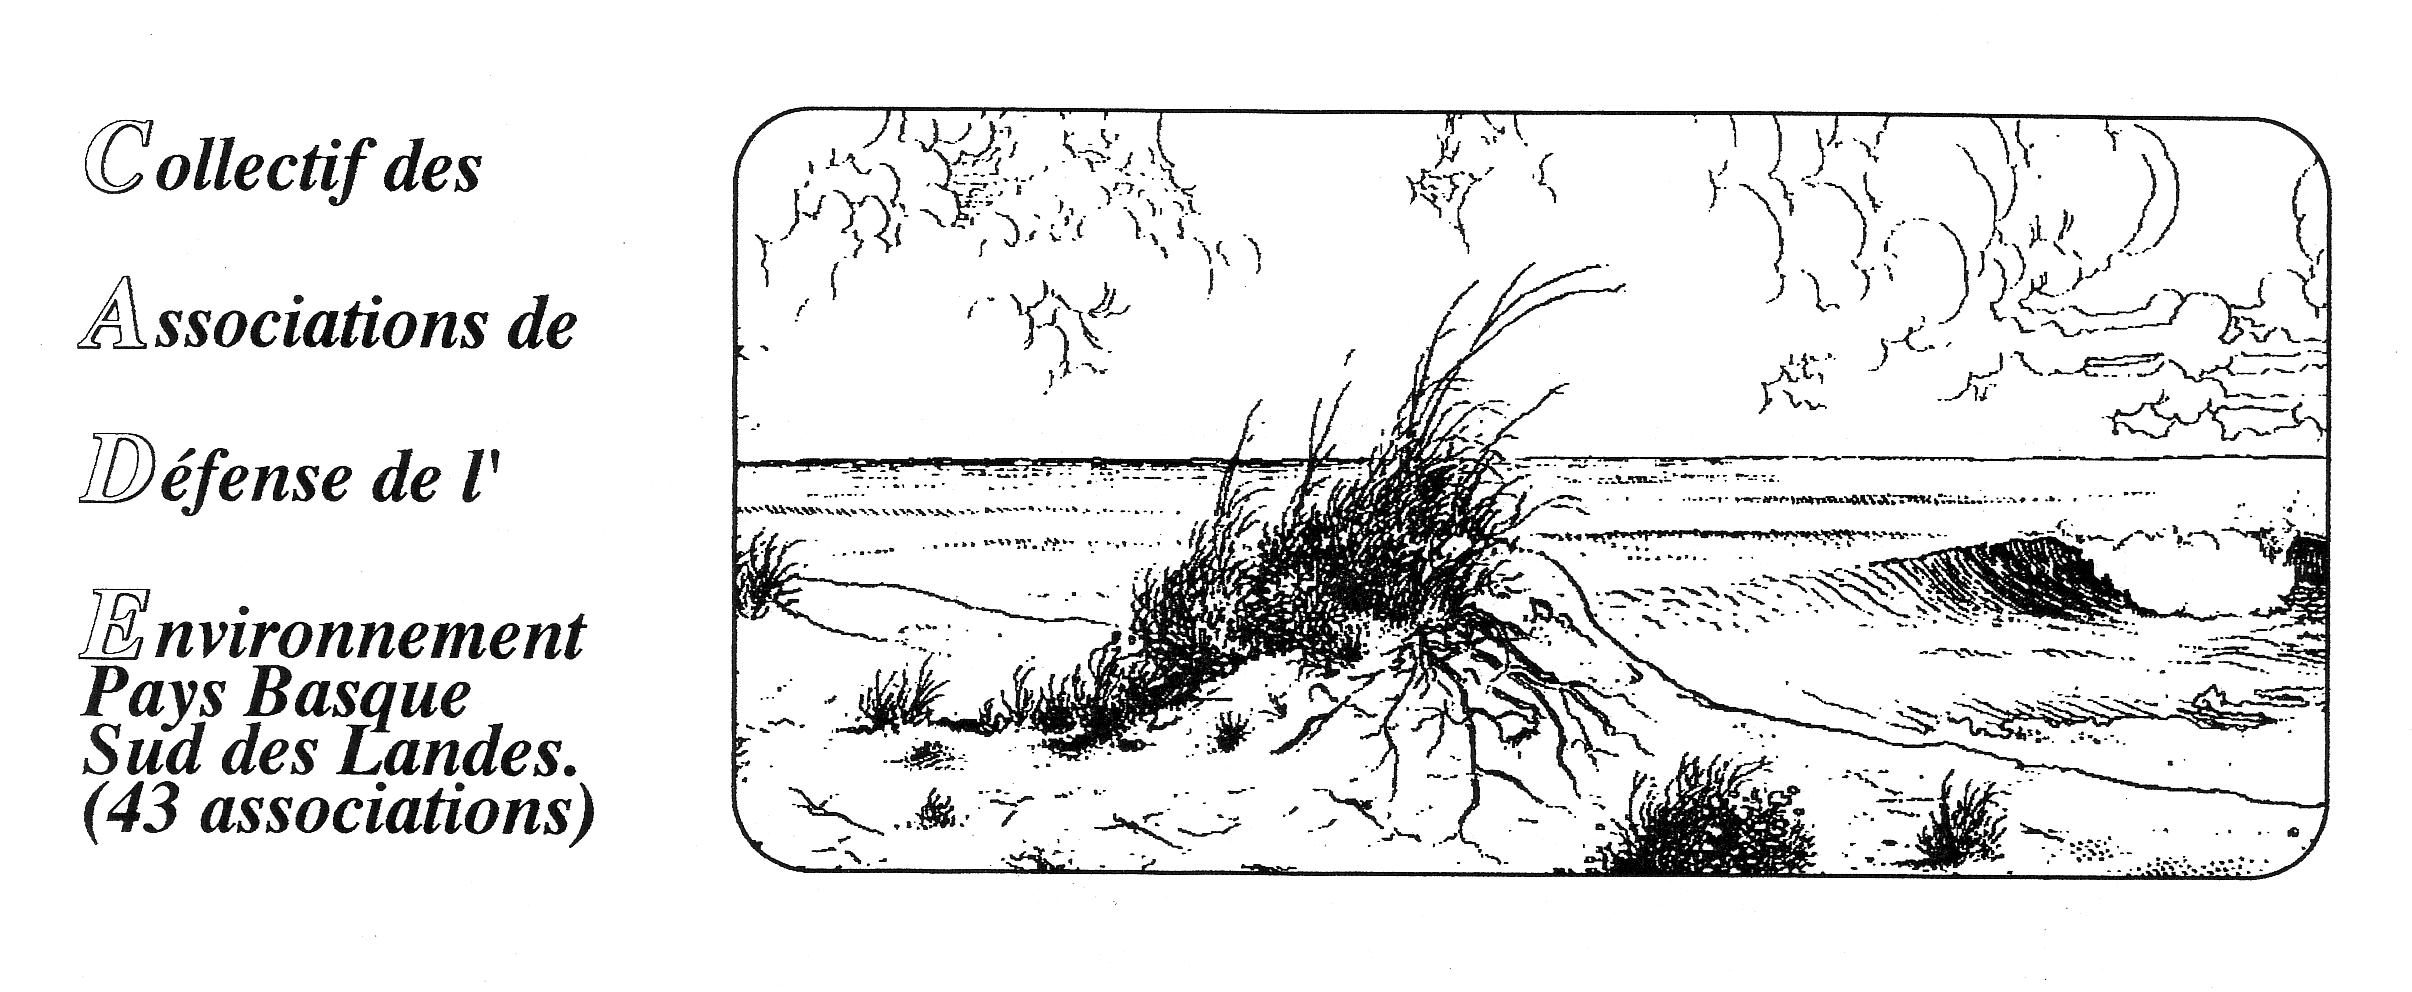 Collectif des
Associations de
Défense de l'
Environnement
Pays Basque
Sud des Landes.
(43 associations)